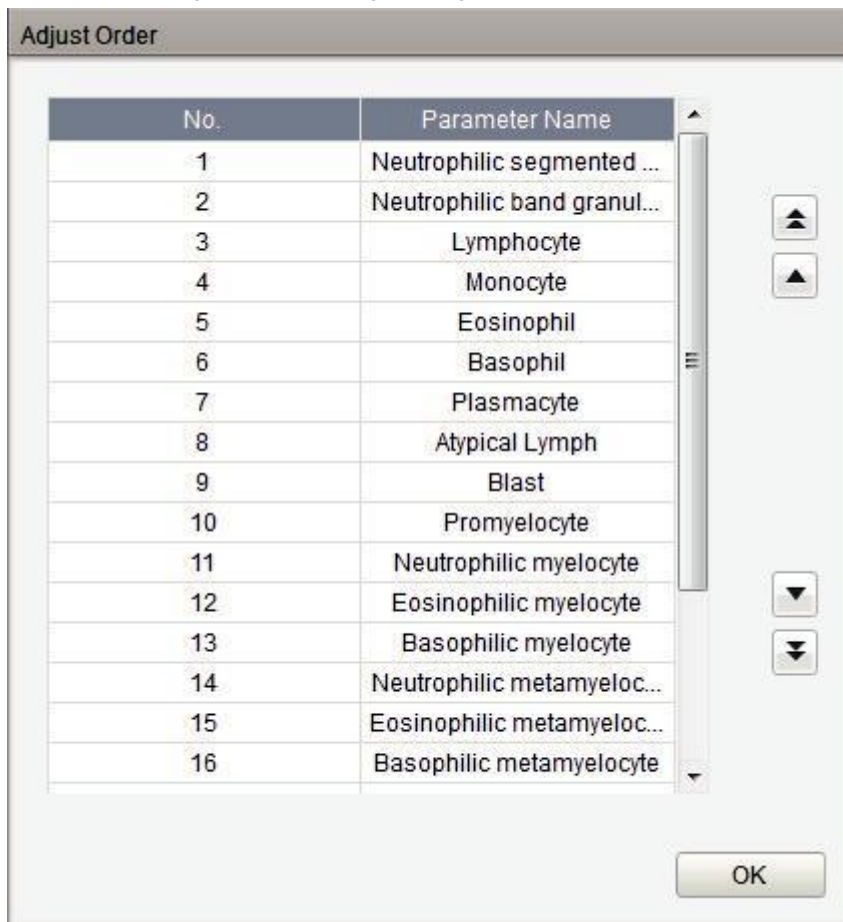 Adjust Order
No. Parameter Name
1 Neutrophilic segmented ...
2 Neutrophilic band granul...
3 Lymphocyte
4 Monocyte
5 Eosinophil
6 Basophil
7 Plasmacyte
8 Atypical Lymph
9 Blast
10 Promyelocyte
11 Neutrophilic myelocyte
12 Eosinophilic myelocyte
13 Basophilic myelocyte
14 Neutrophilic metamyeloc...
15 Eosinophilic metamyeloc...
16 Basophilic metamyelocyte
OK